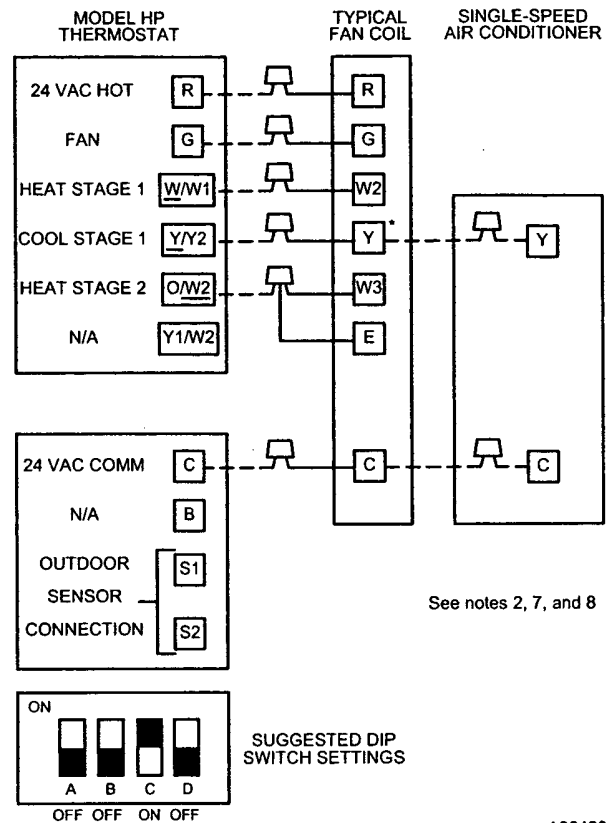 MODEL HP THERMOSTAT
TYPICAL FAN COIL
SINGLE-SPEED AIR CONDITIONER
24 VAC HOT R R
FAN G G
HEAT STAGE 1 W/W1 W2
COOL STAGE 1 Y/Y2 Y* Y
HEAT STAGE 2 O/W2 W3
N/A Y1/W2 E
24 VAC COMM C C C
N/A B
OUTDOOR S1
SENSOR
CONNECTION S2
See notes 2, 7, and 8
ON
A B C D
OFF OFF ON OFF
SUGGESTED DIP
SWITCH SETTINGS